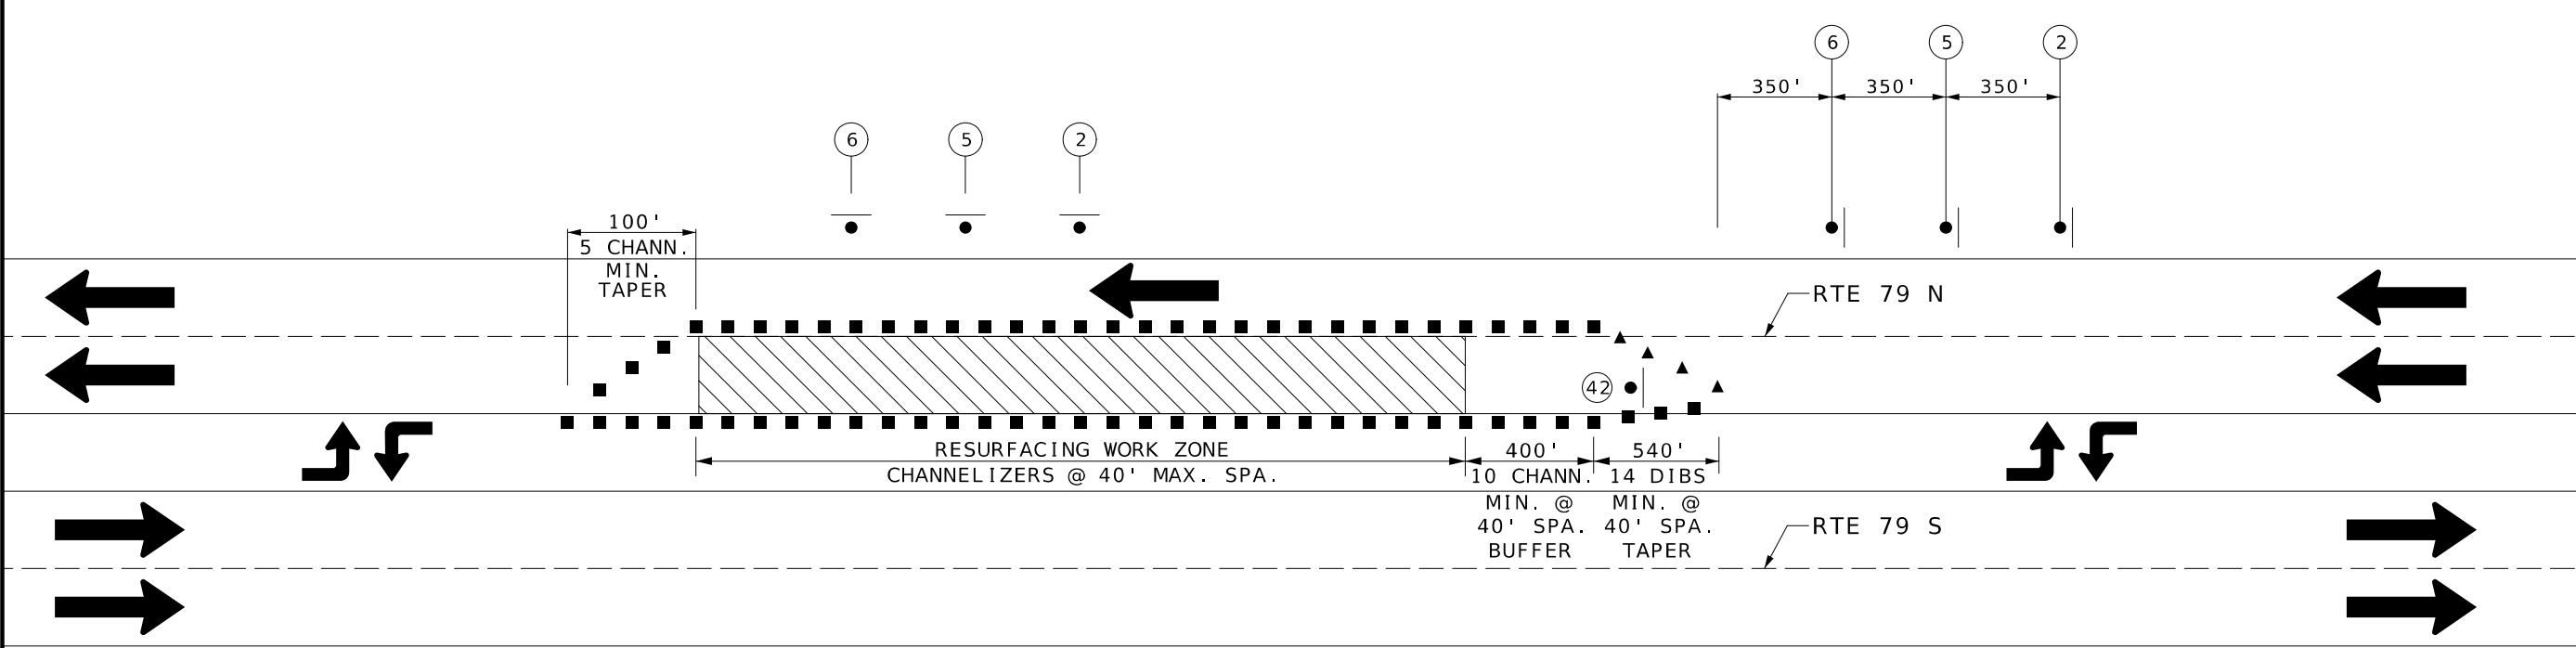 6 5 2
350' 350' 350'
6 5 2
100'
5 CHANN.
MIN.
TAPER
RTE 79 N
42
RESURFACING WORK ZONE
CHANNELIZERS @ 40' MAX. SPA.
400'
10 CHANN.
MIN. @
40' SPA.
BUFFER
540'
14 DIBS
MIN. @
40' SPA.
TAPER
RTE 79 S